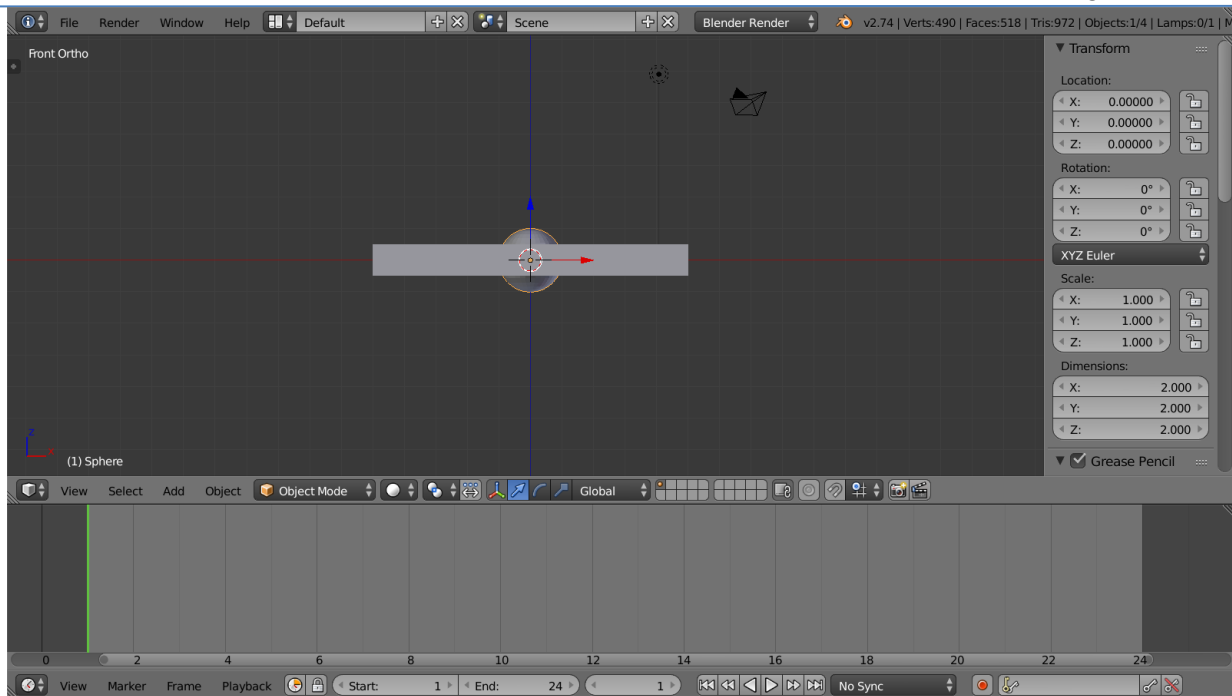 File Render Window Help Default Scene Blender Render v2.74 | Verts:490 | Faces:518 | Tris:972 | Objects:1/4 | Lamps:0/1 | M
Front Ortho
Transform
Location:
X: 0.00000
Y: 0.00000
Z: 0.00000
Rotation:
X: 0°
Y: 0°
Z: 0°
XYZ Euler
Scale:
X: 1.000
Y: 1.000
Z: 1.000
Dimensions:
X: 2.000
Y: 2.000
Z: 2.000
Grease Pencil
z
x
(1) Sphere
View Select Add Object Object Mode Global
0 2 4 6 8 10 12 14 16 18 20 22 24
View Marker Frame Playback Start: 1 End: 24 1 No Sync